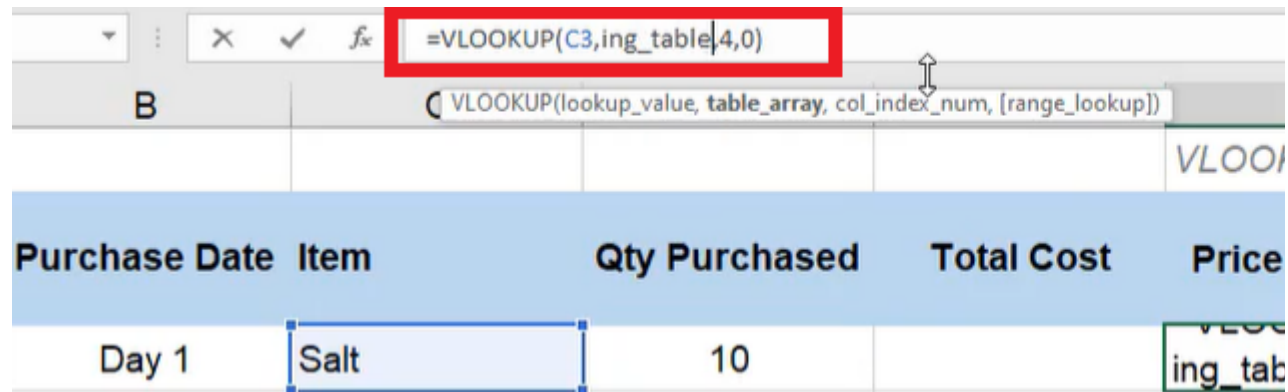 fx =VLOOKUP(C3,ing_table,4,0)
B C VLOOKUP(lookup_value, table_array, col_index_num, [range_lookup])
Purchase Date Item Qty Purchased Total Cost Price
Day 1 Salt 10